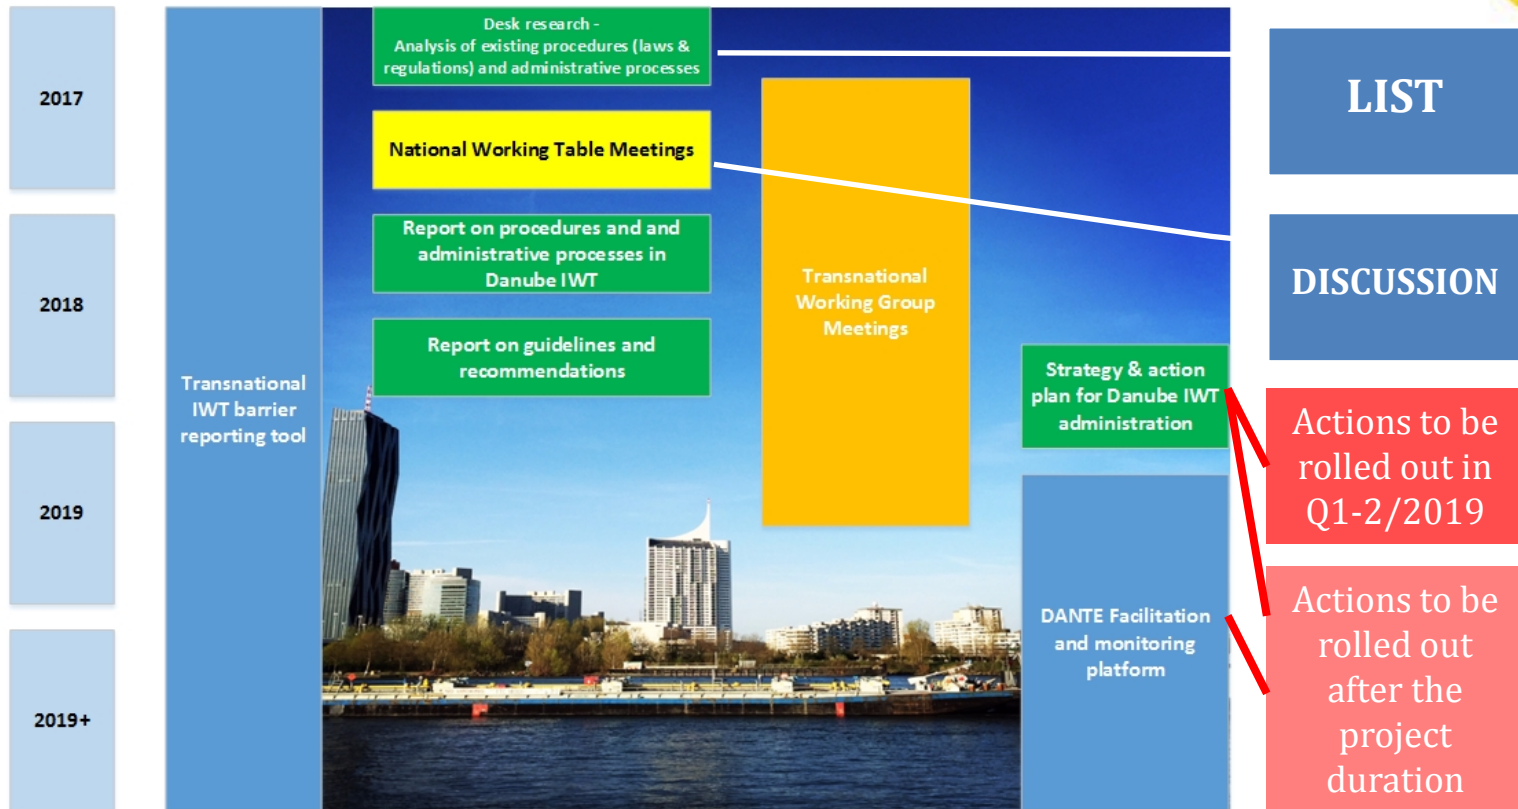 2017
2018
2019
2019+
Transnational
IWT barrier
reporting tool
Desk research -
Analysis of existing procedures (laws &
regulations) and administrative processes
National Working Table Meetings
Report on procedures and and
administrative processes in
Danube IWT
Report on guidelines and
recommendations
Transnational
Working Group
Meetings
Strategy & action
plan for Danube IWT
administration
DANTE Facilitation
and monitoring
platform
LIST
DISCUSSION
Actions to be
rolled out in
Q1-2/2019
Actions to be
rolled out
after the
project
duration